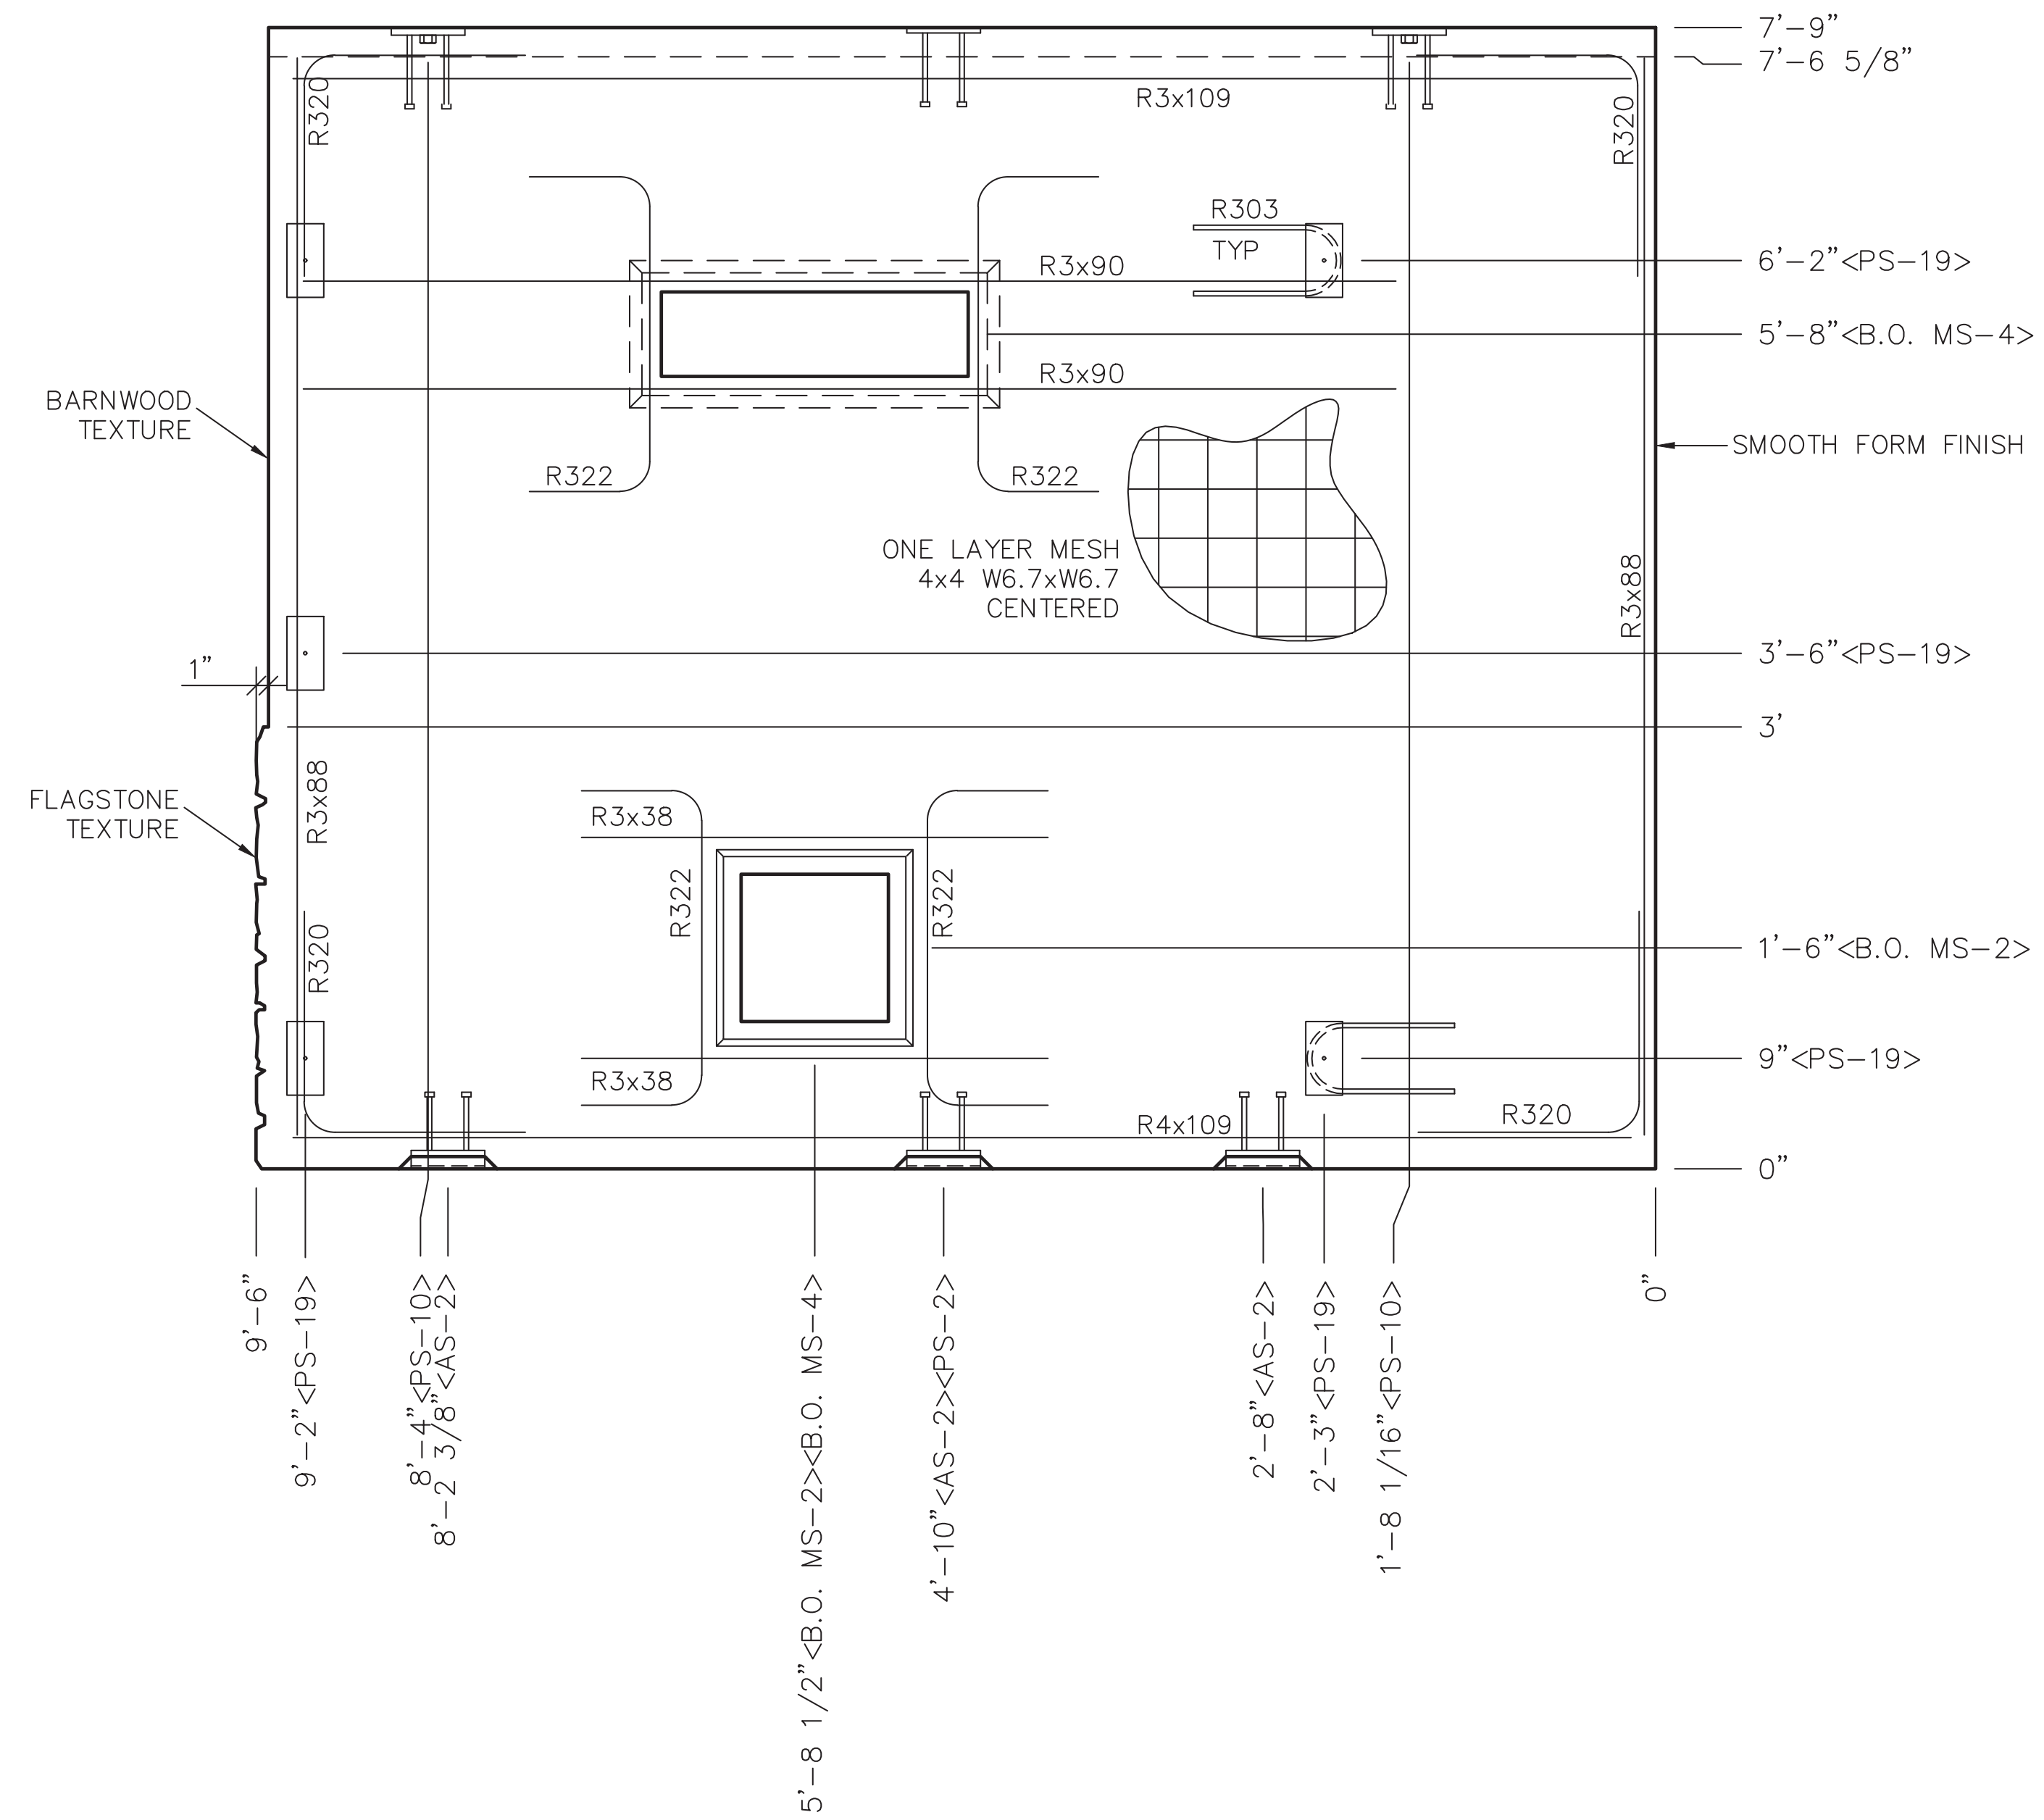 7'-9"
7'-6 5/8"
R320
R3x109
R320
R303
TYP
R3x90
6'-2"<PS-19>
5'-8"<B.O. MS-4>
R3x90
BARNWOOD
TEXTURE
SMOOTH FORM FINISH
R322
R322
ONE LAYER MESH
4x4 W6.7xW6.7
CENTERED
R3x88
1"
3'-6"<PS-19>
3'
FLAGSTONE
TEXTURE
R3x88
R3x38
R322
R322
R320
1'-6"<B.O. MS-2>
9"<PS-19>
R3x38
R4x109
R320
0"
9'-6"
9'-2"<PS-19>
8'-4"<PS-10>
8'-2 3/8"<AS-2>
5'-8 1/2"<B.O. MS-2><B.O. MS-4>
4'-10"<AS-2><PS-2>
2'-8"<AS-2>
2'-3"<PS-19>
1'-8 1/16"<PS-10>
0"